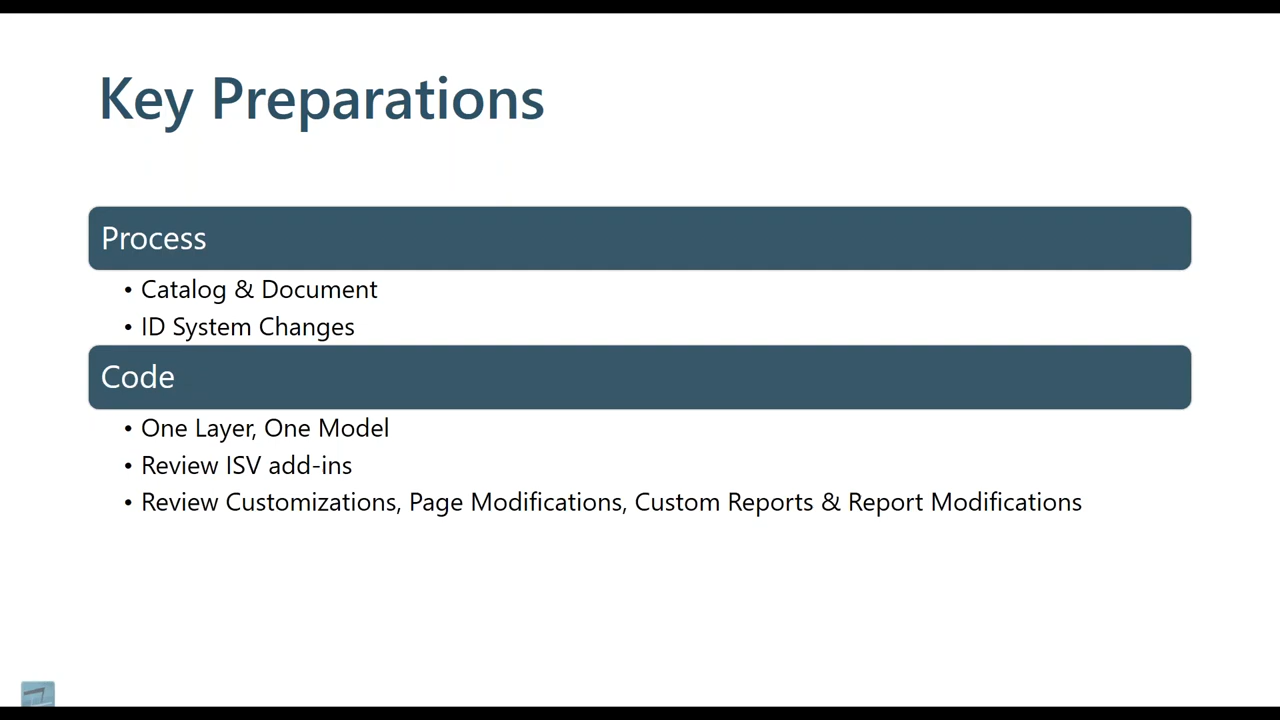 Key Preparations
Process
• Catalog & Document
• ID System Changes
Code
• One Layer, One Model
• Review ISV add-ins
• Review Customizations, Page Modifications, Custom Reports & Report Modifications